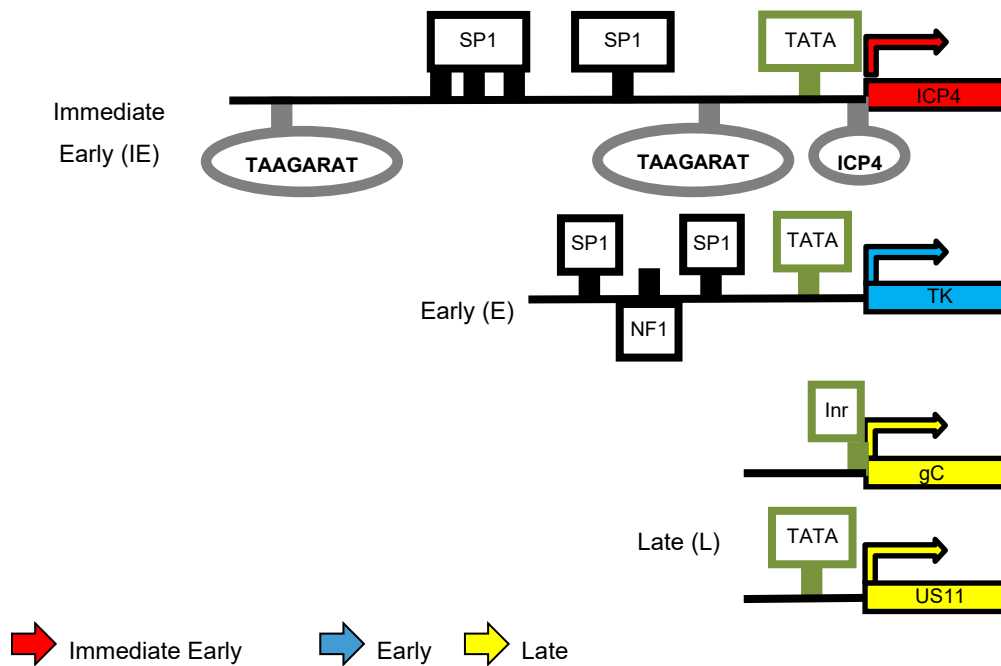 SP1 SP1 TATA
ICP4
Immediate
Early (IE)
TAAGARAT TAAGARAT ICP4
SP1 SP1 TATA
TK
Early (E)
NF1
Inr
gC
Late (L)
TATA
US11
Immediate Early Early Late